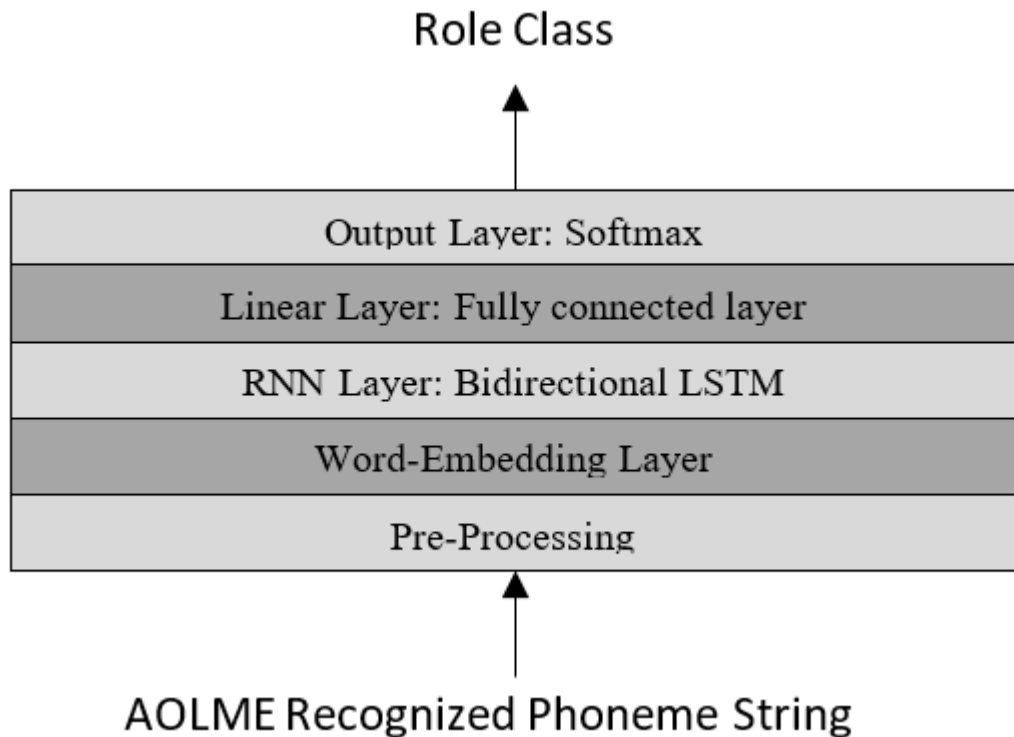 Role Class
Output Layer: Softmax
Linear Layer: Fully connected layer
RNN Layer: Bidirectional LSTM
Word-Embedding Layer
Pre-Processing
AOLME Recognized Phoneme String